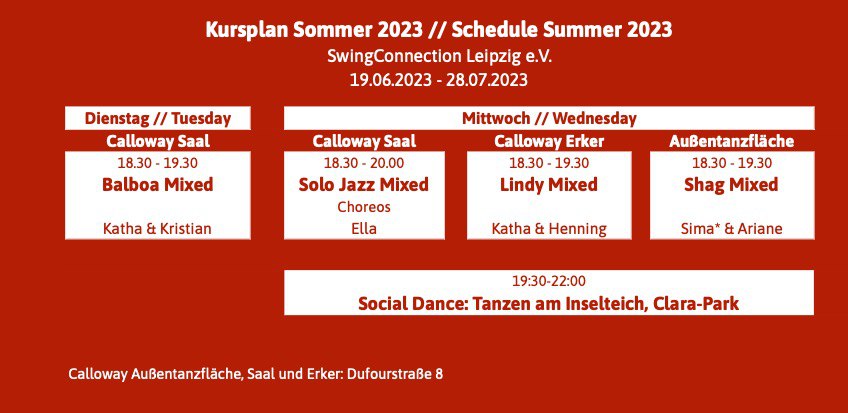 Kursplan Sommer 2023 // Schedule Summer 2023
SwingConnection Leipzig e.V.
19.06.2023 - 28.07.2023
Dienstag // Tuesday
Calloway Saal
18.30 - 19.30
Balboa Mixed
Katha & Kristian
Mittwoch // Wednesday
Calloway Saal
18.30 - 20.00
Solo Jazz Mixed
Choreos
Ella
Calloway Erker
18.30 - 19.30
Lindy Mixed
Katha & Henning
Außentanzfläche
18.30 - 19.30
Shag Mixed
Sima* & Ariane
19:30-22:00
Social Dance: Tanzen am Inselteich, Clara-Park
Calloway Außentanzfläche, Saal und Erker: Dufourstraße 8